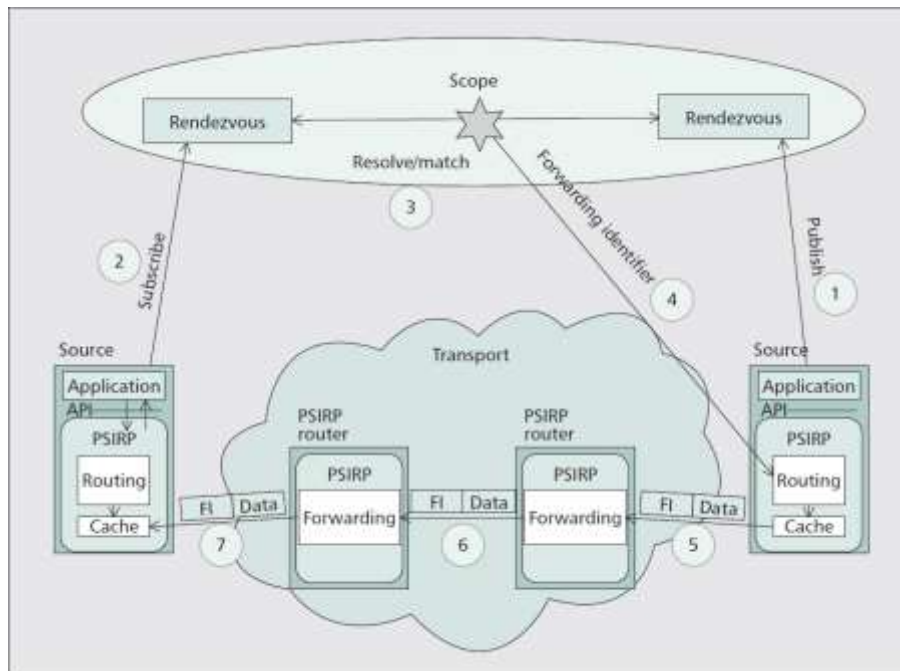 Scope
Rendezvous
Rendezvous
Resolve/match
3
Forwarding identifier
4
2
Subscribe
Publish
1
Source
Application
API
PSIRP
Routing
Cache
Transport
PSIRP
router
PSIRP
Forwarding
PSIRP
router
PSIRP
Forwarding
Source
Application
API
PSIRP
Routing
Cache
FI
Data
7
FI
Data
6
FI
Data
5